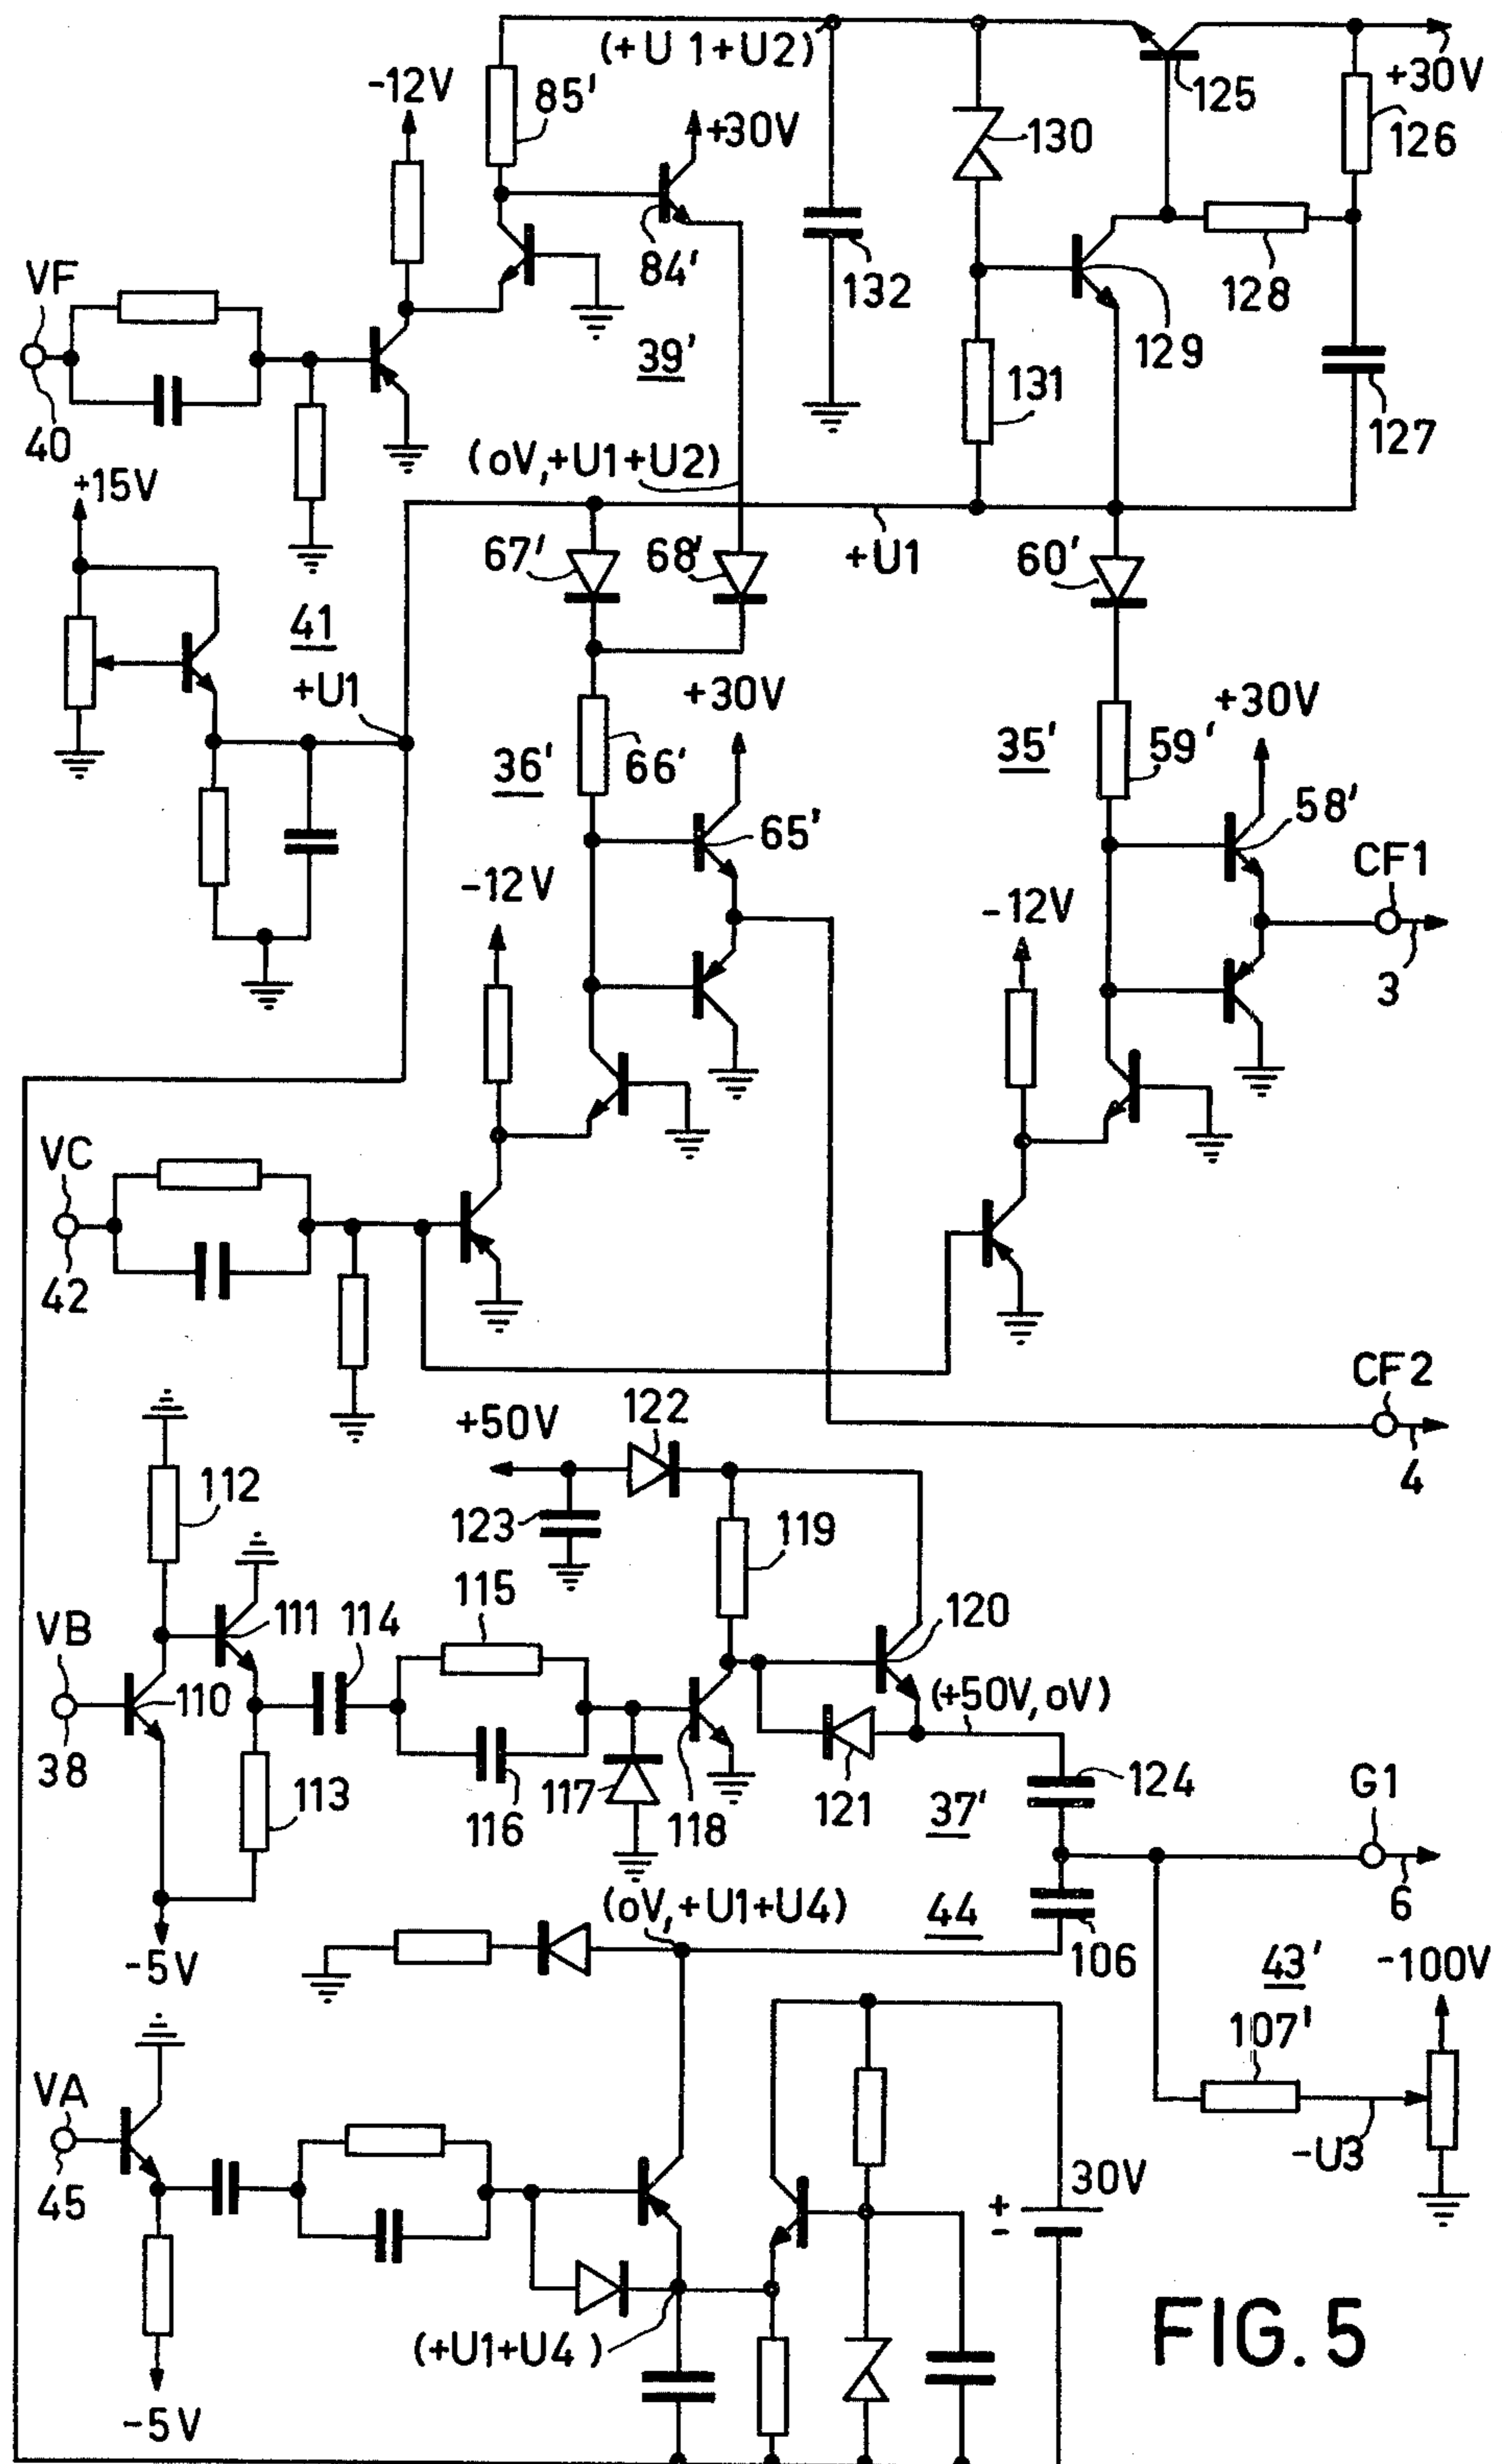 (+U1+U2)
+30V
125
126
-12V
85'
+30V
130
VF
84'
132
128
129
39'
131
127
40
+15V
(oV,+U1+U2)
67'
68'
+U1
60'
41
+U1
+30V
+30V
36'
66'
35'
59'
65'
58'
CF1
-12V
-12V
3
VC
42
CF2
122
+50V
4
112
123
119
115
VB
111
114
120
110
(+50V,oV)
38
124
G1
113
116
117
118
121
37'
6
(oV,+U1+U4)
44
106
-5V
43'
-100V
107'
VA
-U3
45
30V
+
-
(+U1+U4)
-5V
FIG. 5